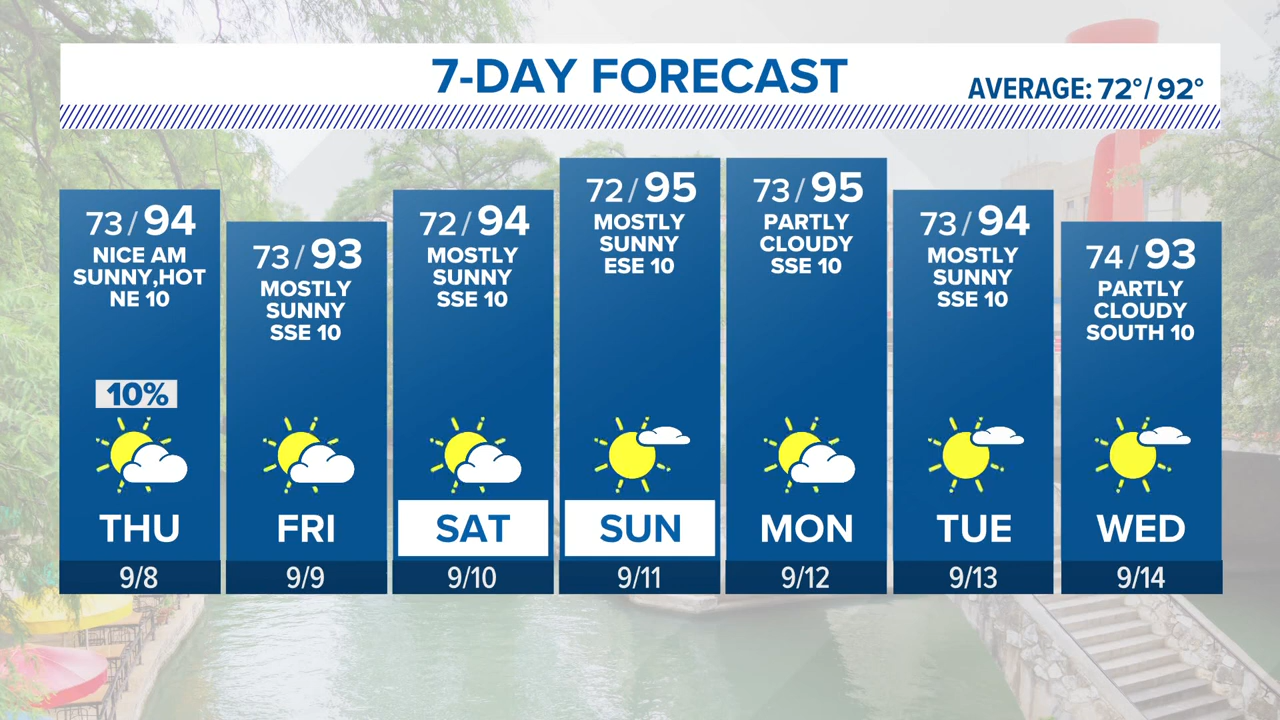 7-DAY FORECAST
AVERAGE: 72°/ 92°
73/94
NICE AM
SUNNY,HOT
NE 10
10%
THU
9/8
73/93
MOSTLY
SUNNY
SSE 10
FRI
9/9
72/94
MOSTLY
SUNNY
SSE 10
SAT
9/10
72/95
MOSTLY
SUNNY
ESE 10
SUN
9/11
73/95
PARTLY
CLOUDY
SSE 10
MON
9/12
73/94
MOSTLY
SUNNY
SSE 10
TUE
9/13
74/93
PARTLY
CLOUDY
SOUTH 10
WED
9/14